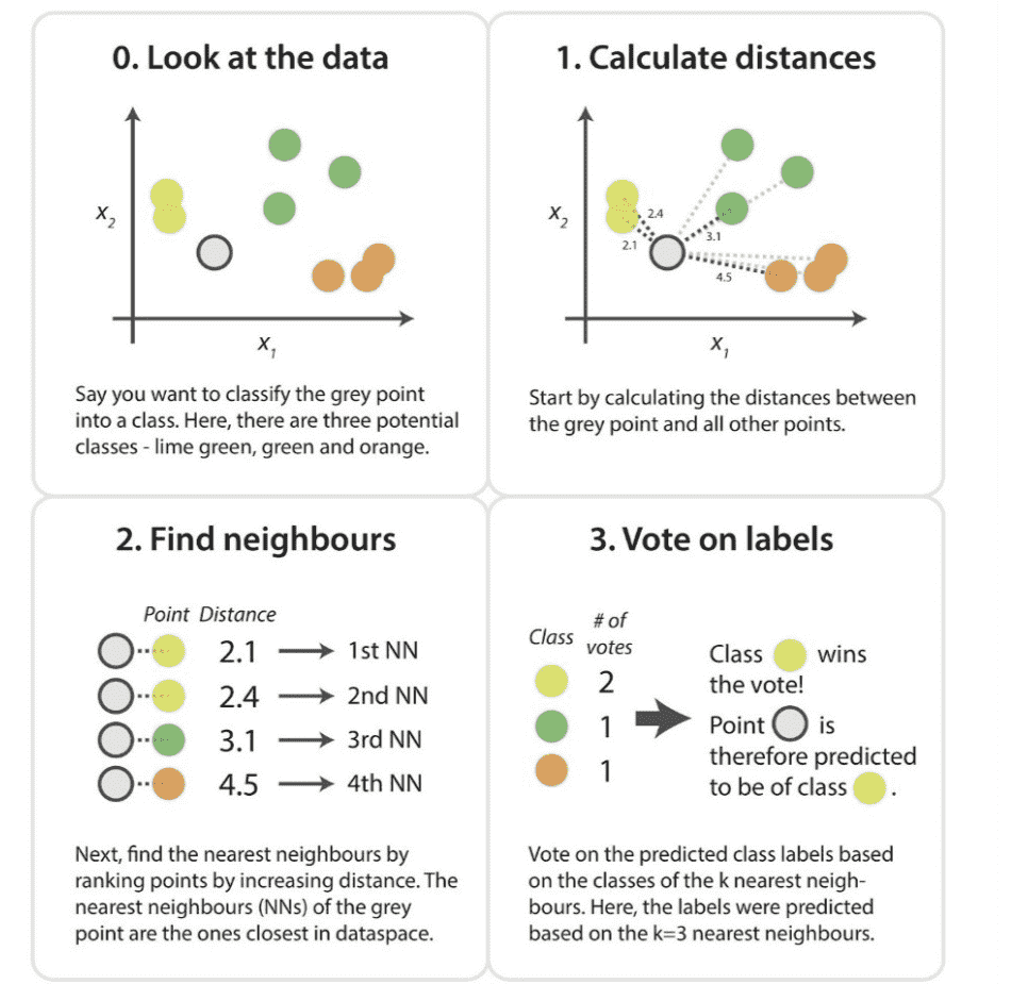 0. Look at the data
X2
X1
Say you want to classify the grey point
into a class. Here, there are three potential
classes - lime green, green and orange.
1. Calculate distances
X2
2.4
2.1
3.1
4.5
X1
Start by calculating the distances between
the grey point and all other points.
2. Find neighbours
Point Distance
2.1 1st NN
2.4 2nd NN
3.1 3rd NN
4.5 4th NN
Next, find the nearest neighbours by
ranking points by increasing distance. The
nearest neighbours (NNs) of the grey
point are the ones closest in dataspace.
3. Vote on labels
Class # of
votes
2
1
1
Class wins
the vote!
Point is
therefore predicted
to be of class .
Vote on the predicted class labels based
on the classes of the k nearest neigh-
bours. Here, the labels were predicted
based on the k=3 nearest neighbours.